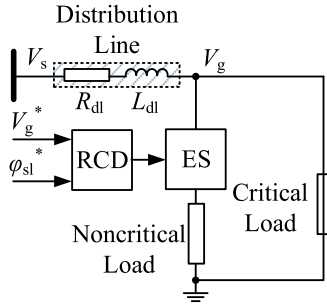 Distribution
Line
Vs
Vg
Rdl Ldl
Vg*
φsl*
RCD
ES
Critical
Load
Noncritical
Load